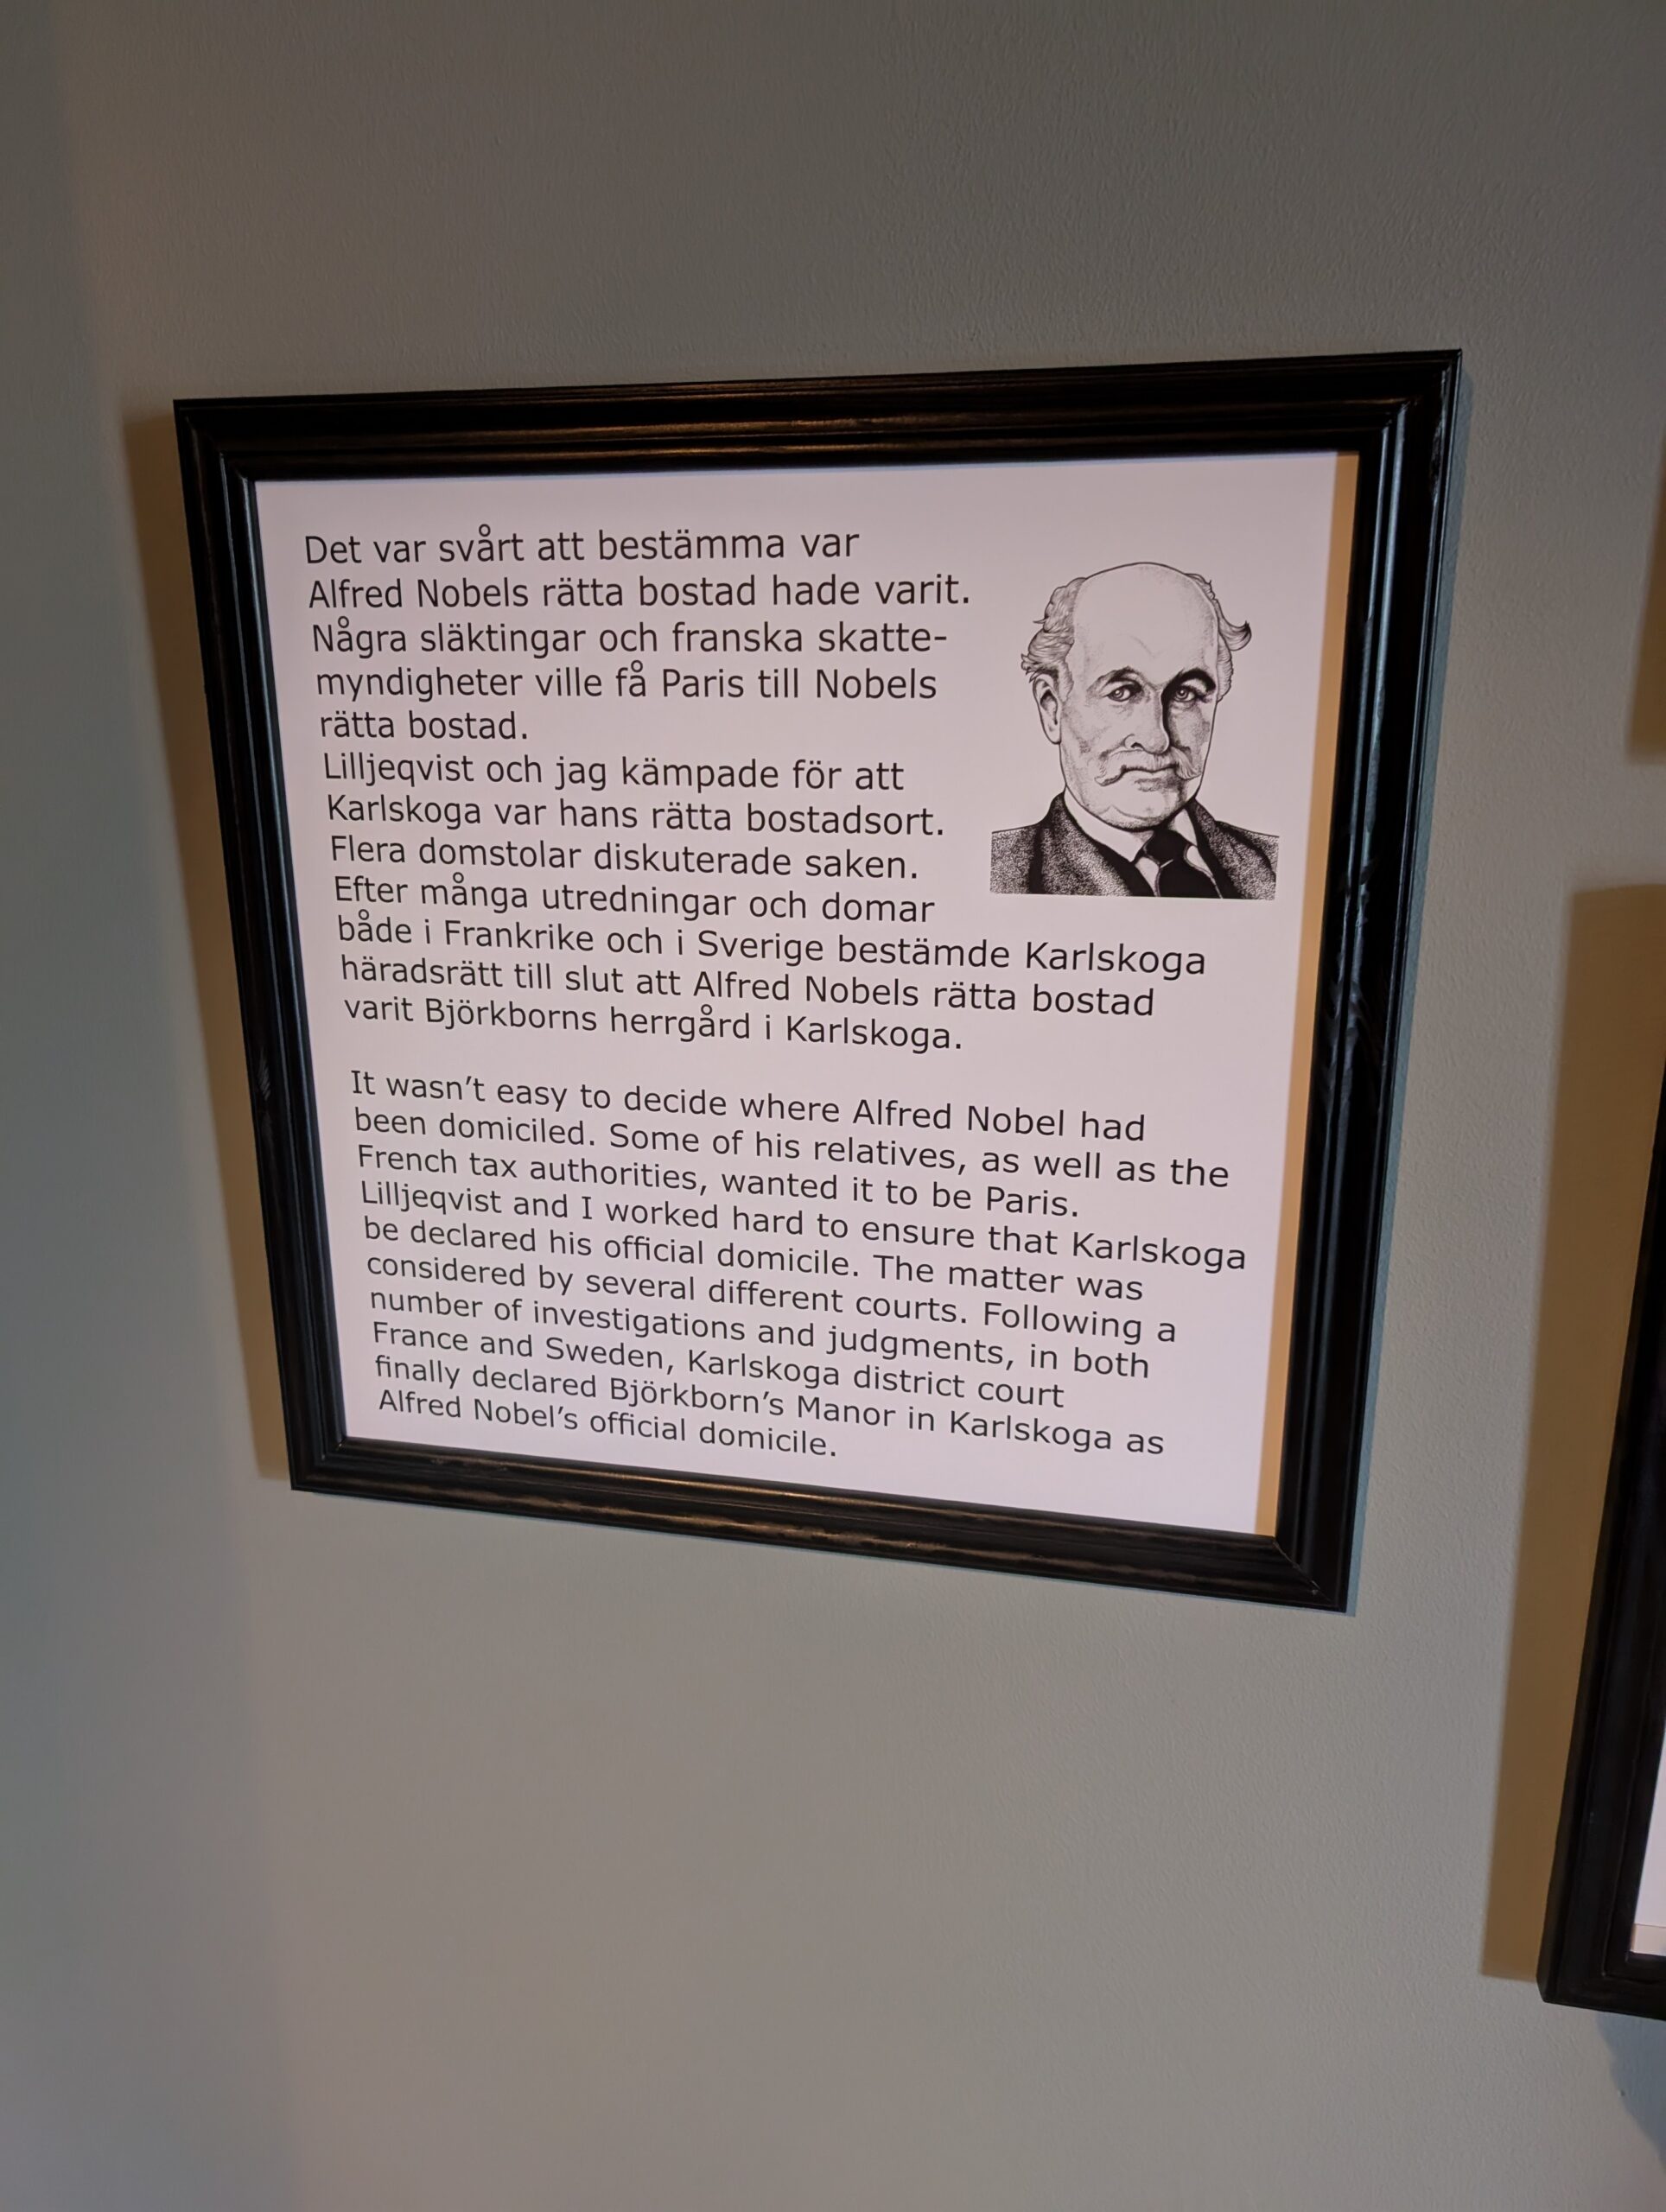 Det var svårt att bestämma var
Alfred Nobels rätta bostad hade varit.
Några släktingar och franska skatte-
myndigheter ville få Paris till Nobels
rätta bostad.
Lilljeqvist och jag kämpade för att
Karlskoga var hans rätta bostadsort.
Flera domstolar diskuterade saken.
Efter många utredningar och domar
både i Frankrike och i Sverige bestämde Karlskoga
häradsrätt till slut att Alfred Nobels rätta bostad
varit Björkborns herrgård i Karlskoga.
It wasn’t easy to decide where Alfred Nobel had
been domiciled. Some of his relatives, as well as the
French tax authorities, wanted it to be Paris.
Lilljeqvist and I worked hard to ensure that Karlskoga
be declared his official domicile. The matter was
considered by several different courts. Following a
number of investigations and judgments, in both
France and Sweden, Karlskoga district court
finally declared Björkborn’s Manor in Karlskoga as
Alfred Nobel’s official domicile.